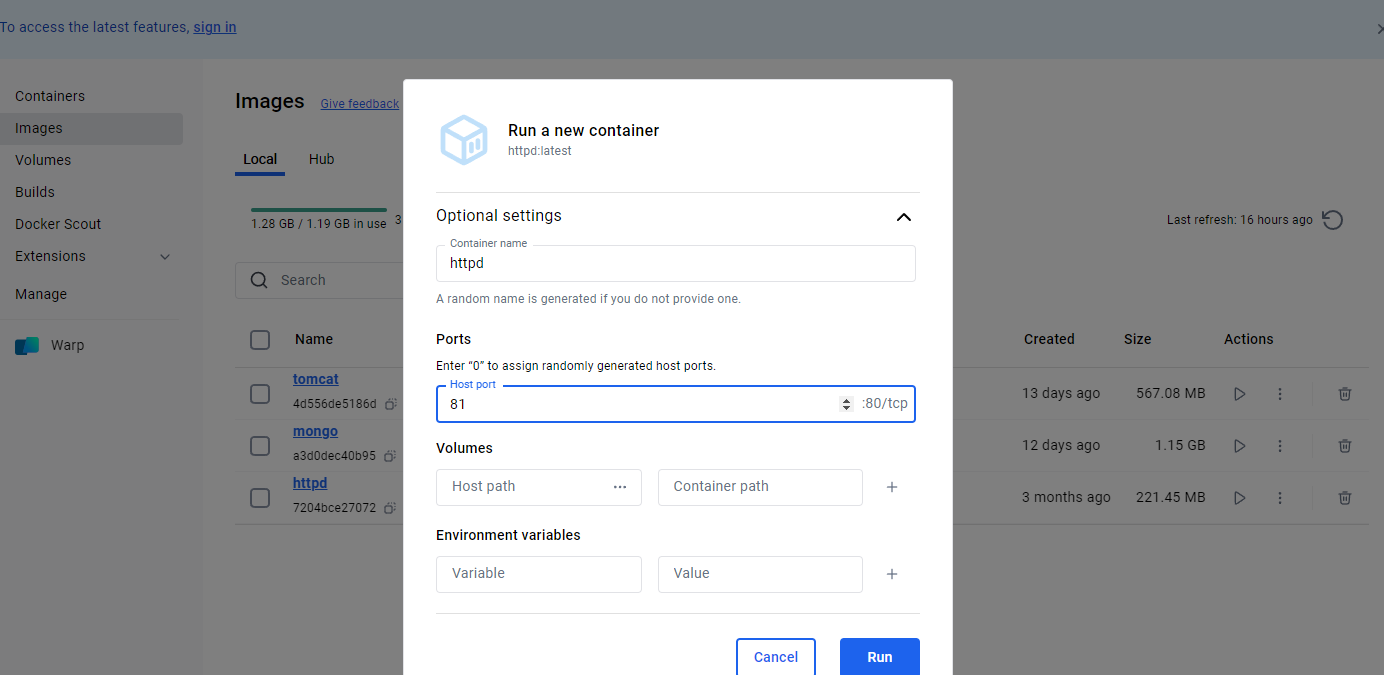 To access the latest features, sign in
Containers
Images
Volumes
Builds
Docker Scout
Extensions
Manage
Warp
Images Give feedback
Local Hub
1.28 GB / 1.19 GB in use 3
Last refresh: 16 hours ago
Search
Name Created Size Actions
tomcat
4d556de5186d
13 days ago 567.08 MB
mongo
a3d0dec40b95
12 days ago 1.15 GB
httpd
7204bce27072
3 months ago 221.45 MB
Run a new container
httpd:latest
Optional settings
Container name
httpd
A random name is generated if you do not provide one.
Ports
Enter “0” to assign randomly generated host ports.
Host port
81 :80/tcp
Volumes
Host path ··· Container path +
Environment variables
Variable Value +
Cancel Run